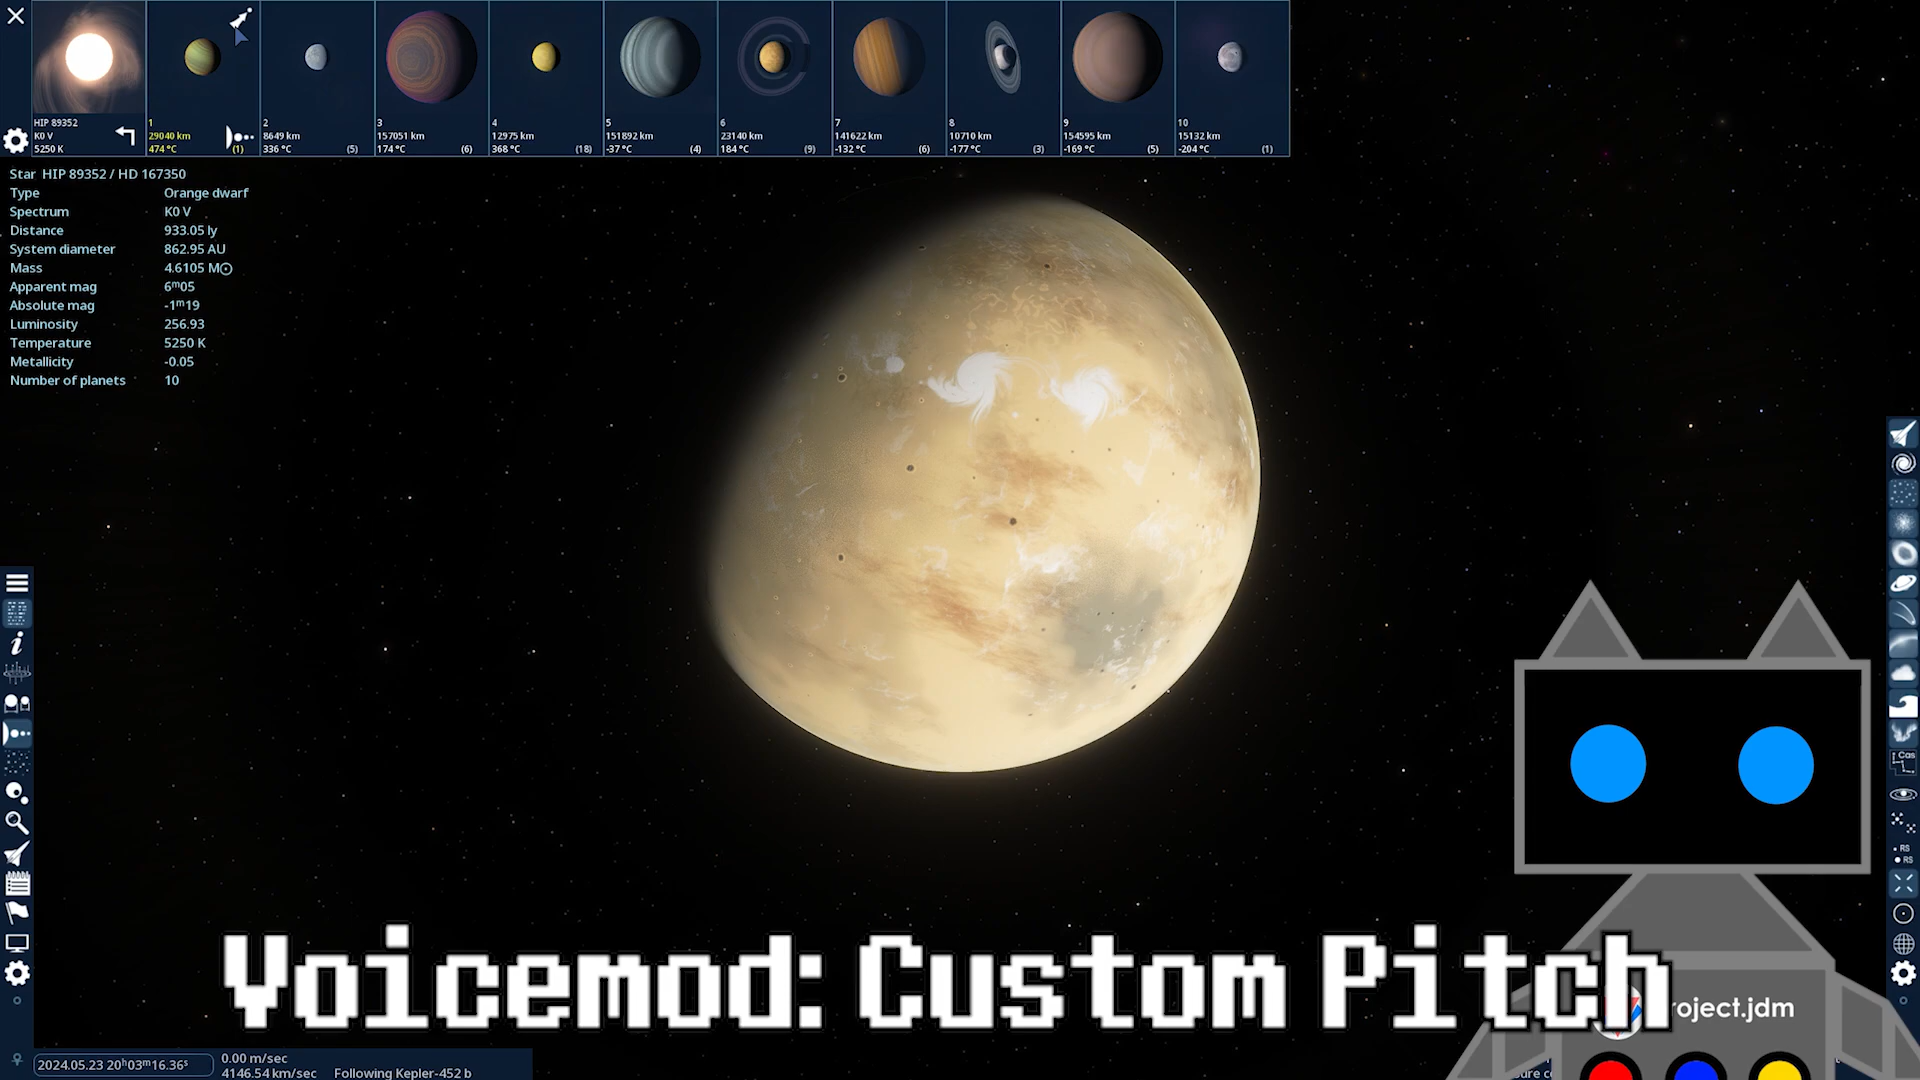 HIP 89352
K0 V
5250 K
1
29040 km
474 °C (1)
2
8649 km
336 °C (5)
3
157051 km
174 °C (6)
4
12975 km
368 °C (18)
5
151892 km
-37 °C (4)
6
23140 km
184 °C (9)
7
141622 km
-132 °C (6)
8
10710 km
-177 °C (3)
9
154595 km
-169 °C (5)
10
15132 km
-204 °C (1)
Star HIP 89352 / HD 167350
Type Orange dwarf
Spectrum K0 V
Distance 933.05 ly
System diameter 862.95 AU
Mass 4.6105 M☉
Apparent mag 6ᵐ05
Absolute mag -1ᵐ19
Luminosity 256.93
Temperature 5250 K
Metallicity -0.05
Number of planets 10
Cas
RS
RS
Voicemod: Custom Pitch
roject.jdm
2024.05.23 20ʰ03ᵐ16.36ˢ
0.00 m/sec
4146.54 km/sec Following Kepler-452 b